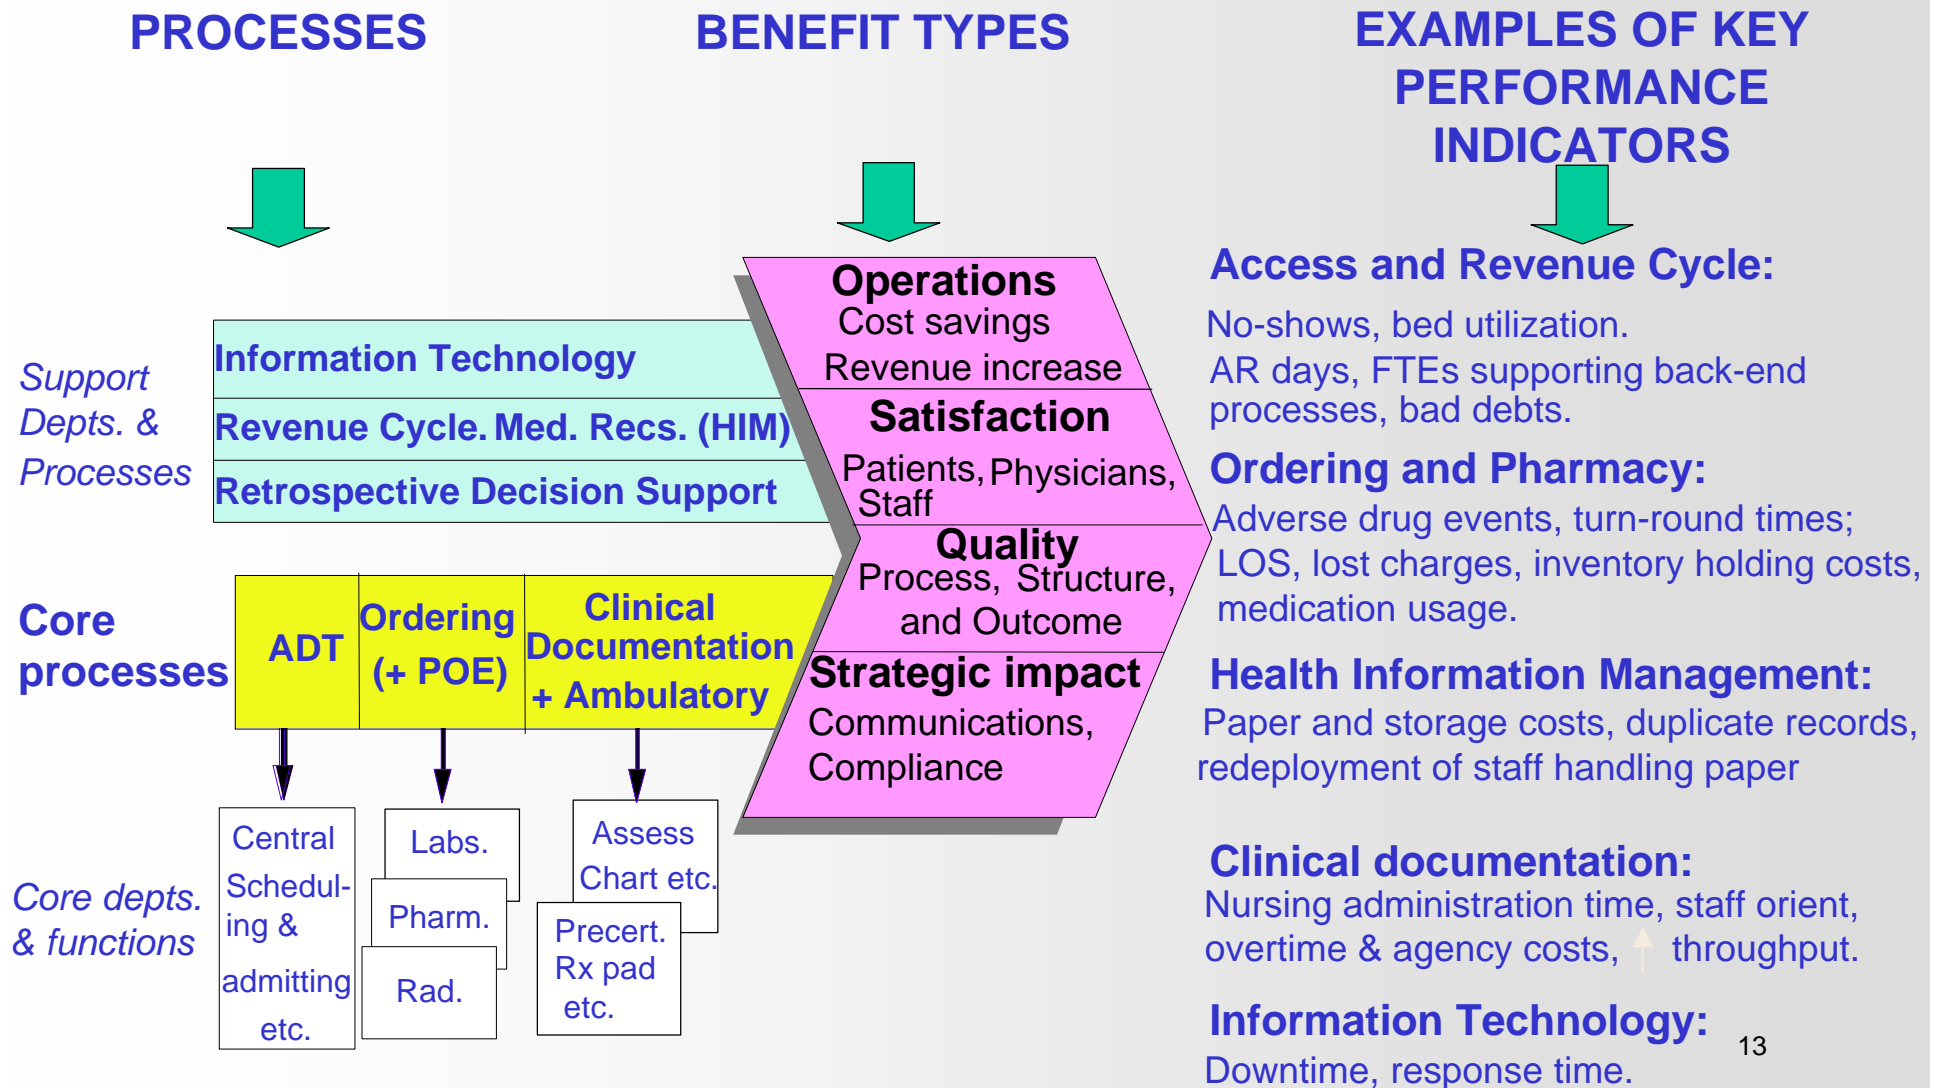 PROCESSES
BENEFIT TYPES
EXAMPLES OF KEY
PERFORMANCE
INDICATORS
Support
Depts. &
Processes
Information Technology
Revenue Cycle. Med. Recs. (HIM)
Retrospective Decision Support
Core
processes
ADT
Ordering
(+ POE)
Clinical
Documentation
+ Ambulatory
Core depts.
& functions
Central
Schedul-
ing &
admitting
etc.
Labs.
Pharm.
Rad.
Assess
Chart etc.
Precert.
Rx pad
etc.
Operations
Cost savings
Revenue increase
Satisfaction
Patients, Physicians,
Staff
Quality
Process, Structure,
and Outcome
Strategic impact
Communications,
Compliance
Access and Revenue Cycle:
No-shows, bed utilization.
AR days, FTEs supporting back-end
processes, bad debts.
Ordering and Pharmacy:
Adverse drug events, turn-round times;
LOS, lost charges, inventory holding costs,
medication usage.
Health Information Management:
Paper and storage costs, duplicate records,
redeployment of staff handling paper
Clinical documentation:
Nursing administration time, staff orient,
overtime & agency costs, ↑ throughput.
Information Technology:
Downtime, response time.
13